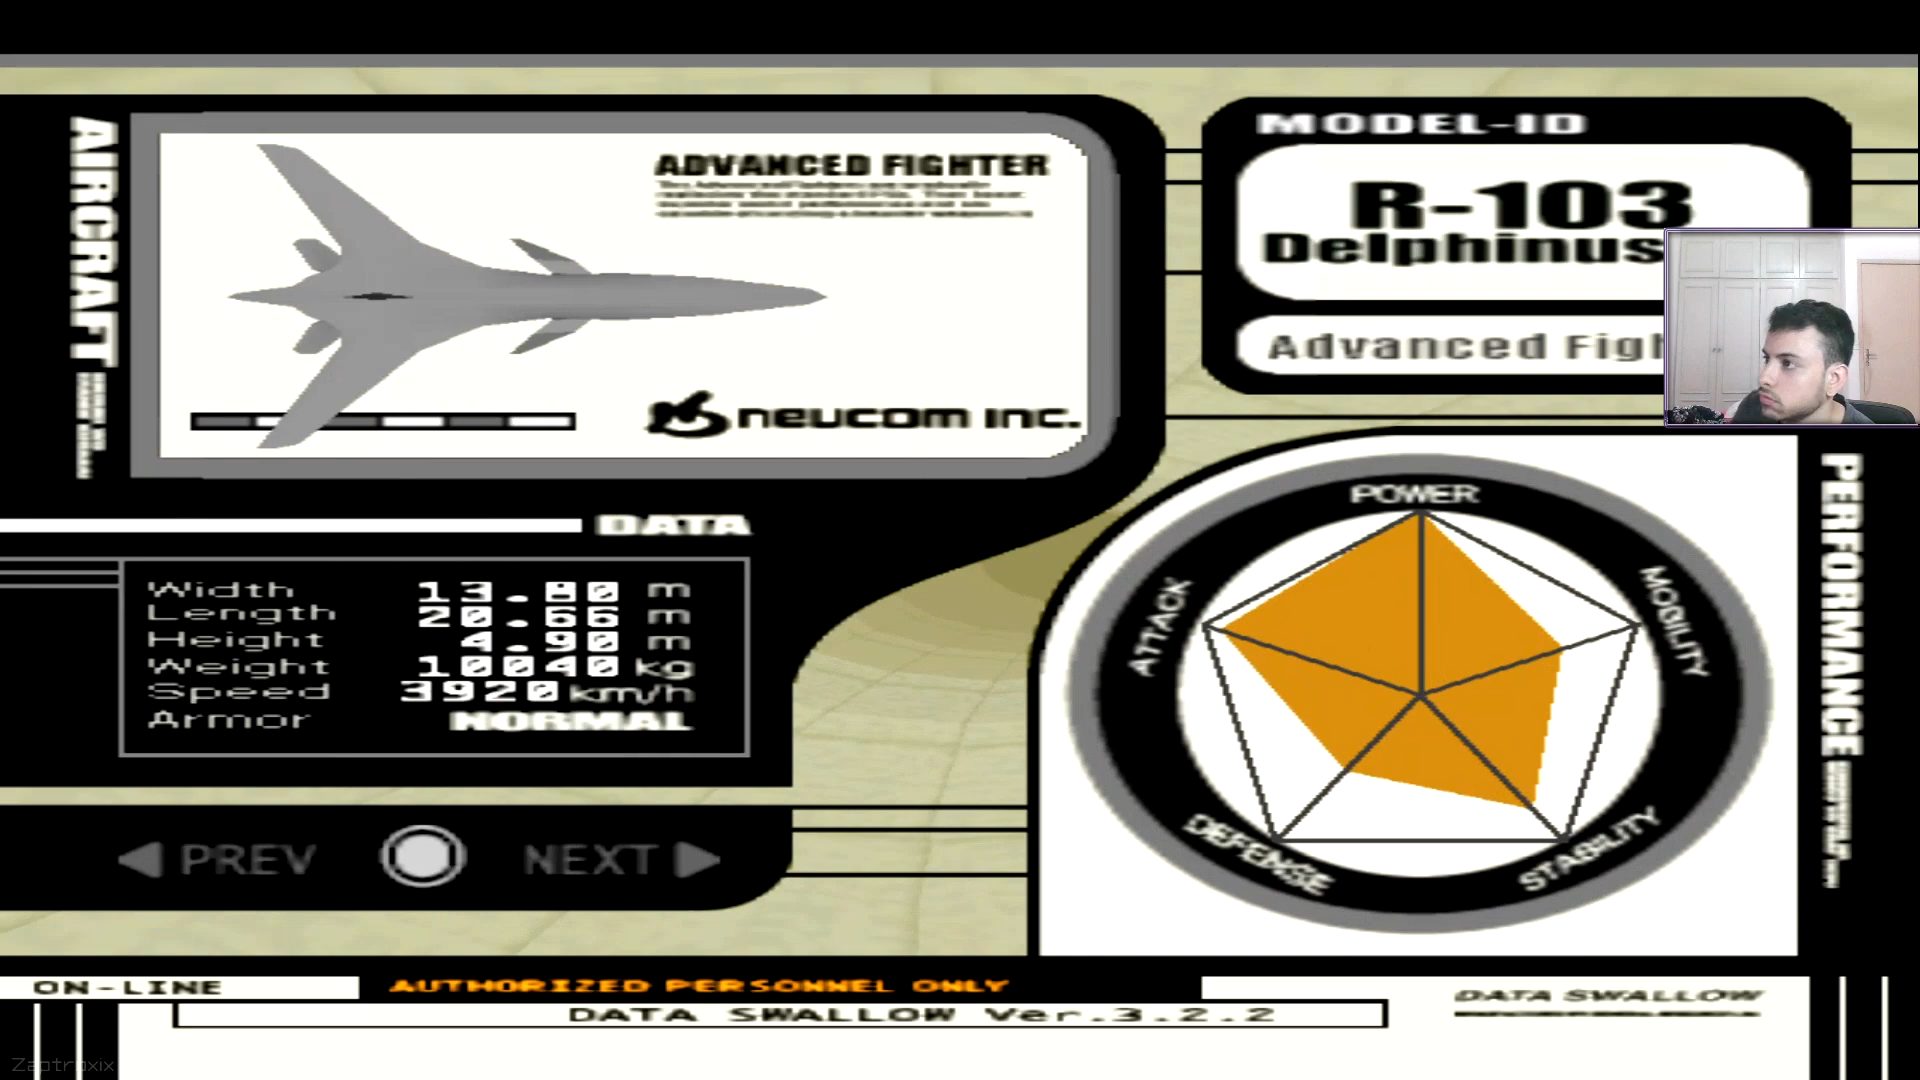 AIRCRAFT
ADVANCED FIGHTER
neucom inc.
MODEL-ID
R-103
Delphinus
Advanced Figh
DATA
Width 13.80 m
Length 20.66 m
Height 4.90 m
Weight 10040 kg
Speed 3920 km/h
Armor NORMAL
PREV NEXT
PERFORMANCE
POWER
MOBILITY
STABILITY
DEFENSE
ATTACK
ON-LINE
AUTHORIZED PERSONNEL ONLY
DATA SWALLOW Ver.3.2.2
DATA SWALLOW